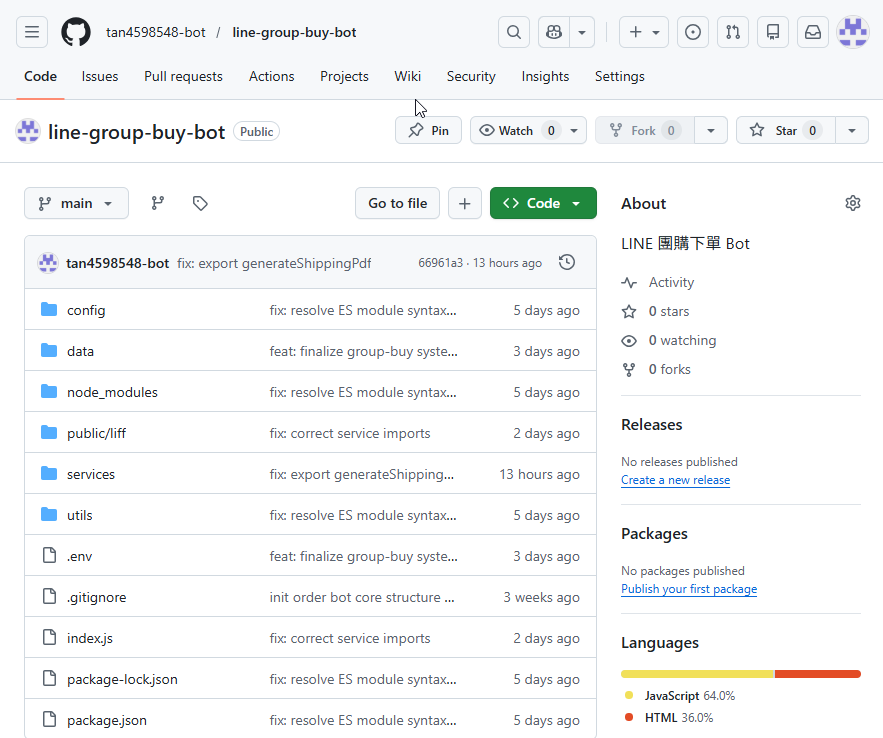 tan4598548-bot / line-group-buy-bot
Code Issues Pull requests Actions Projects Wiki Security Insights Settings
line-group-buy-bot Public
Pin Watch 0 Fork 0 Star 0
main Go to file Code
tan4598548-bot fix: export generateShippingPdf 66961a3 · 13 hours ago
config fix: resolve ES module syntax... 5 days ago
data feat: finalize group-buy syste... 3 days ago
node_modules fix: resolve ES module syntax... 5 days ago
public/liff fix: correct service imports 2 days ago
services fix: export generateShipping... 13 hours ago
utils fix: resolve ES module syntax... 5 days ago
.env feat: finalize group-buy syste... 3 days ago
.gitignore init order bot core structure ... 3 weeks ago
index.js fix: correct service imports 2 days ago
package-lock.json fix: resolve ES module syntax... 5 days ago
package.json fix: resolve ES module syntax... 5 days ago
About
LINE 團購下單 Bot
Activity
0 stars
0 watching
0 forks
Releases
No releases published
Create a new release
Packages
No packages published
Publish your first package
Languages
JavaScript 64.0%
HTML 36.0%